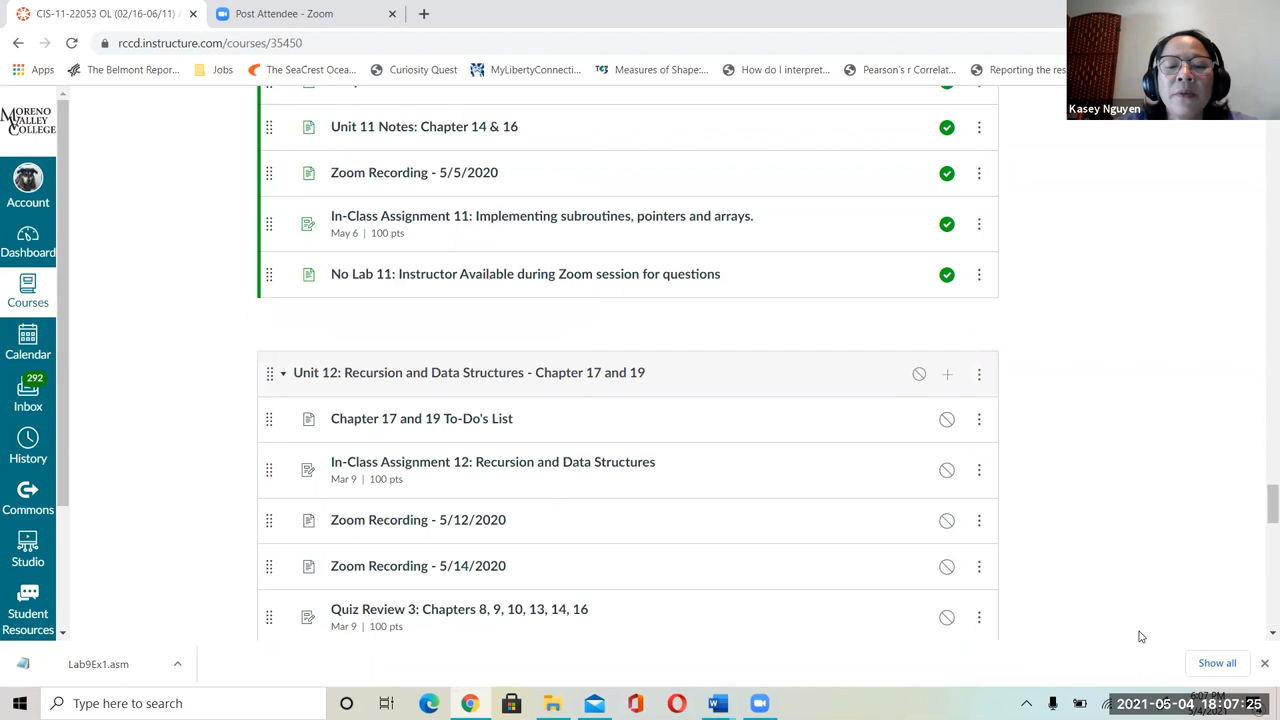 CIS-11-22053 OL (02/16-06/11)
Post Attendee - Zoom
rccd.instructure.com/courses/35450
Apps
The Belmont Repor...
Jobs
The SeaCrest Ocea...
Curiosity Quest
MyLibertyConnecti...
Measures of Shape:...
How do I interpret...
Pearson's r Correlat...
Reporting the res
Kasey Nguyen
MORENO
VALLEY
COLLEGE
Account
Dashboard
Courses
Calendar
292
Inbox
History
Commons
Studio
Student
Resources
Unit 11 Notes: Chapter 14 & 16
Zoom Recording - 5/5/2020
In-Class Assignment 11: Implementing subroutines, pointers and arrays.
May 6 | 100 pts
No Lab 11: Instructor Available during Zoom session for questions
Unit 12: Recursion and Data Structures - Chapter 17 and 19
Chapter 17 and 19 To-Do's List
In-Class Assignment 12: Recursion and Data Structures
Mar 9 | 100 pts
Zoom Recording - 5/12/2020
Zoom Recording - 5/14/2020
Quiz Review 3: Chapters 8, 9, 10, 13, 14, 16
Mar 9 | 100 pts
Lab9Ex1.asm
Show all
Type here to search
6:07 PM
2021-05-04 18:07:25
5/4/2021